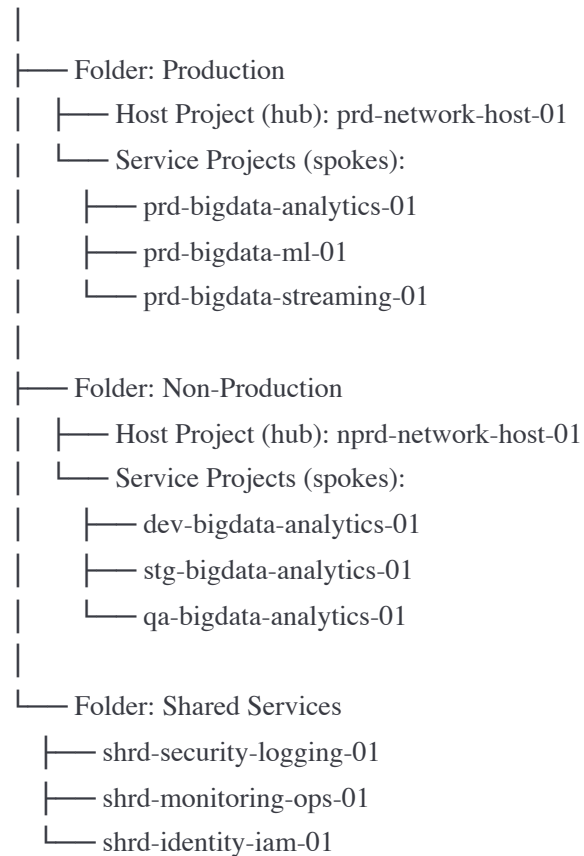 Folder: Production
Host Project (hub): prd-network-host-01
Service Projects (spokes):
prd-bigdata-analytics-01
prd-bigdata-ml-01
prd-bigdata-streaming-01
Folder: Non-Production
Host Project (hub): nprd-network-host-01
Service Projects (spokes):
dev-bigdata-analytics-01
stg-bigdata-analytics-01
qa-bigdata-analytics-01
Folder: Shared Services
shrd-security-logging-01
shrd-monitoring-ops-01
shrd-identity-iam-01